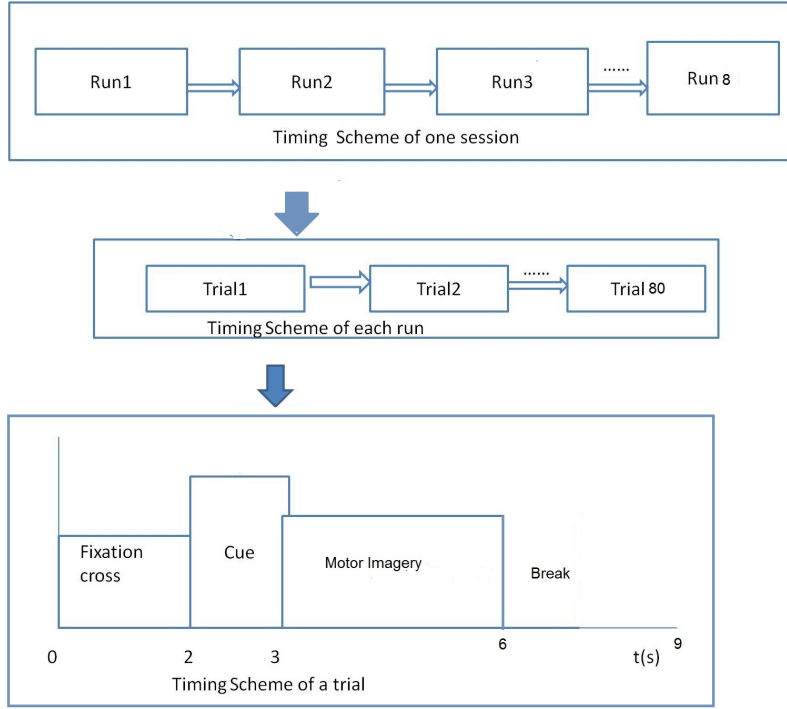 Run1
Run2
Run3
......
Run 8
Timing Scheme of one session
Trial1
Trial2
......
Trial 80
Timing Scheme of each run
Fixation
cross
Cue
Motor Imagery
Break
0
2
3
6
t(s)
9
Timing Scheme of a trial